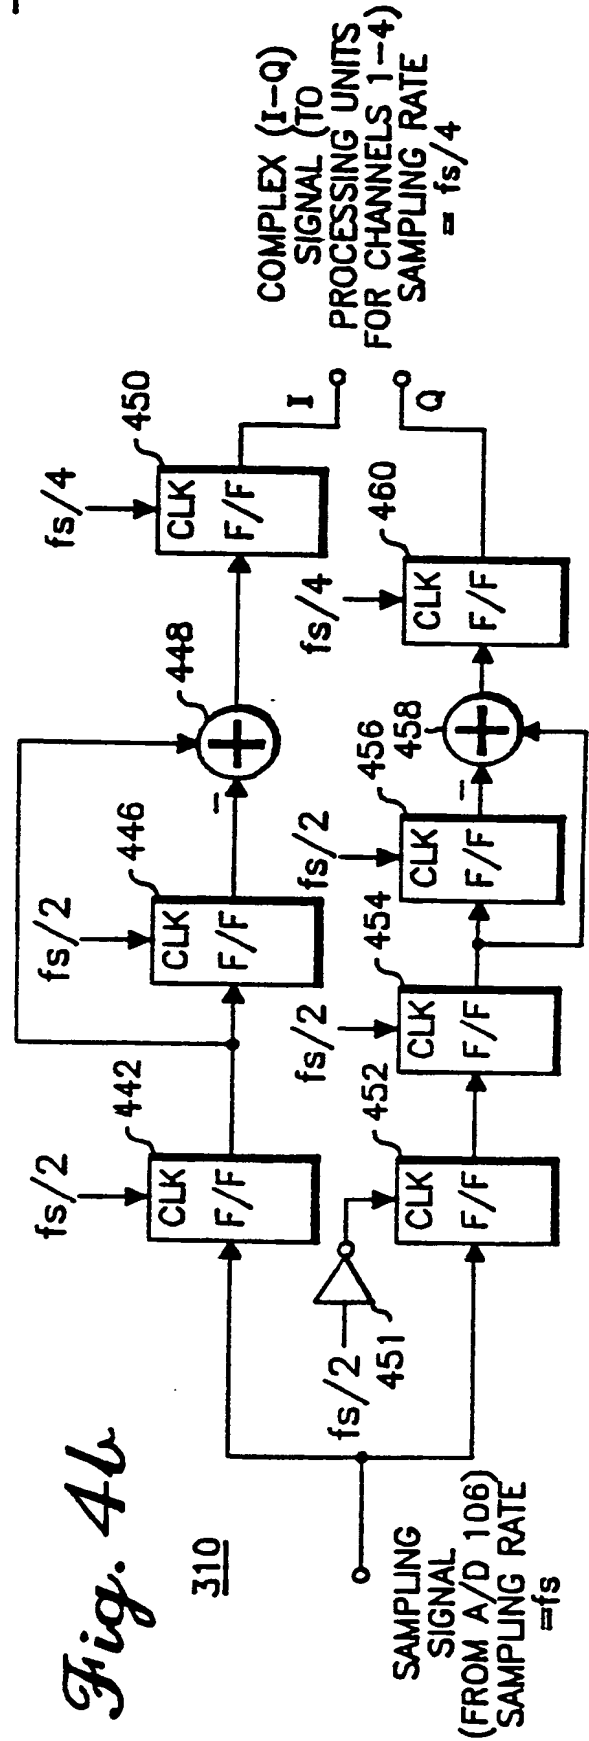 Fig. 4b
310
SAMPLING
SIGNAL
(FROM A/D 106)
SAMPLING RATE
=fs
fs/2
442
CLK
F/F
fs/2
446
CLK
F/F
−
448
+
fs/4
450
CLK
F/F
I
fs/2
451
452
CLK
F/F
fs/2
454
CLK
F/F
fs/2
456
CLK
F/F
−
458
+
fs/4
460
CLK
F/F
Q
COMPLEX (I−Q)
SIGNAL (TO
PROCESSING UNITS
FOR CHANNELS 1−4)
SAMPLING RATE
= fs/4